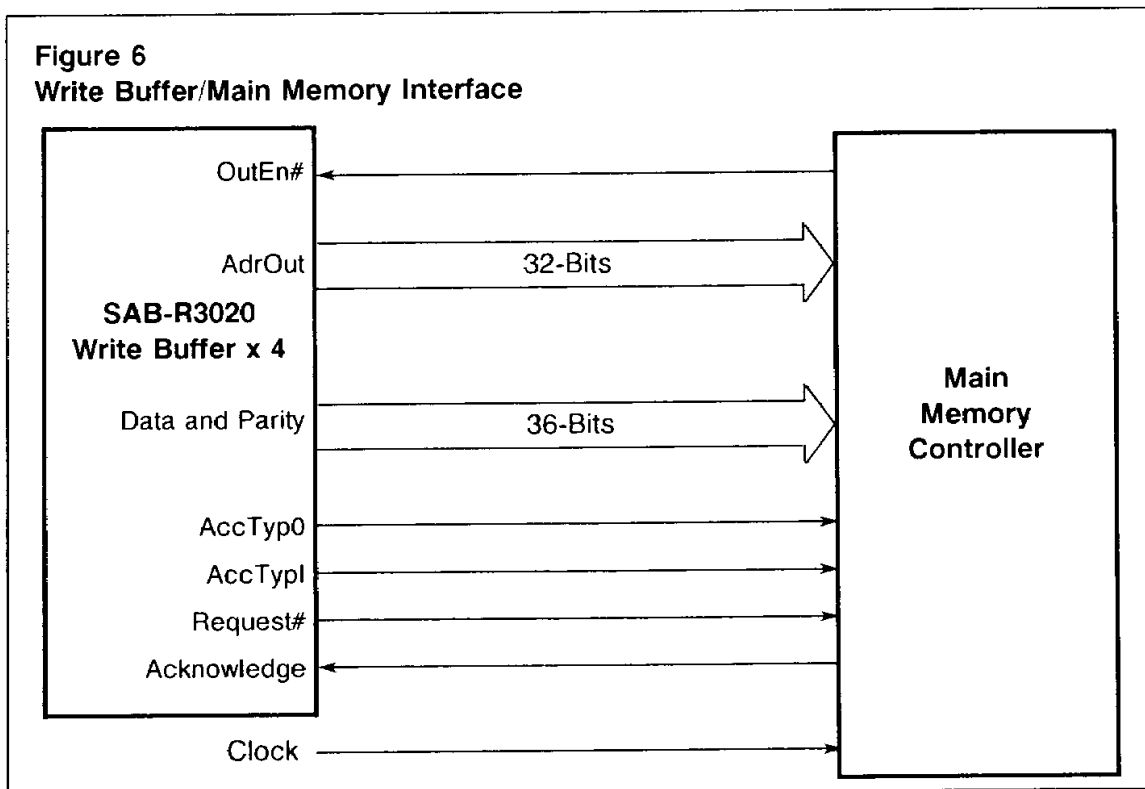 Figure 6
Write Buffer/Main Memory Interface
OutEn#
AdrOut
32-Bits
SAB-R3020
Write Buffer x 4
Data and Parity
36-Bits
Main
Memory
Controller
AccTyp0
AccTypl
Request#
Acknowledge
Clock